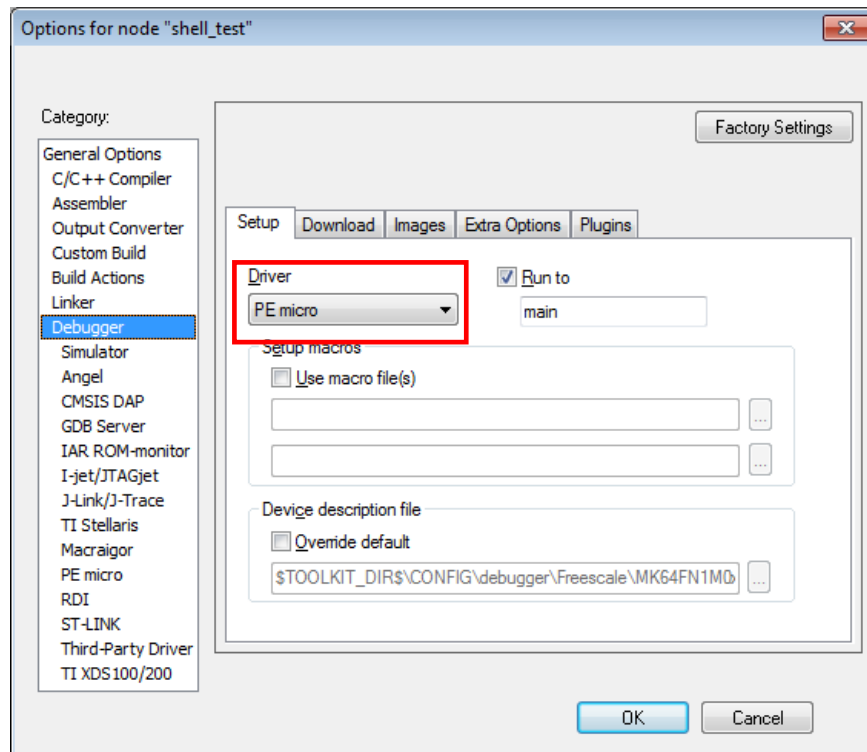 Options for node "shell_test"
Category:
Factory Settings
General Options
C/C++ Compiler
Assembler
Output Converter
Custom Build
Build Actions
Linker
Debugger
Simulator
Angel
CMSIS DAP
GDB Server
IAR ROM-monitor
I-jet/JTAGjet
J-Link/J-Trace
TI Stellaris
Macraigor
PE micro
RDI
ST-LINK
Third-Party Driver
TI XDS100/200
Setup Download Images Extra Options Plugins
Driver
PE micro
Run to
main
Setup macros
Use macro file(s)
...
...
Device description file
Override default
$TOOLKIT_DIR$\CONFIG\debugger\Freescale\MK64FN1M0
...
OK Cancel